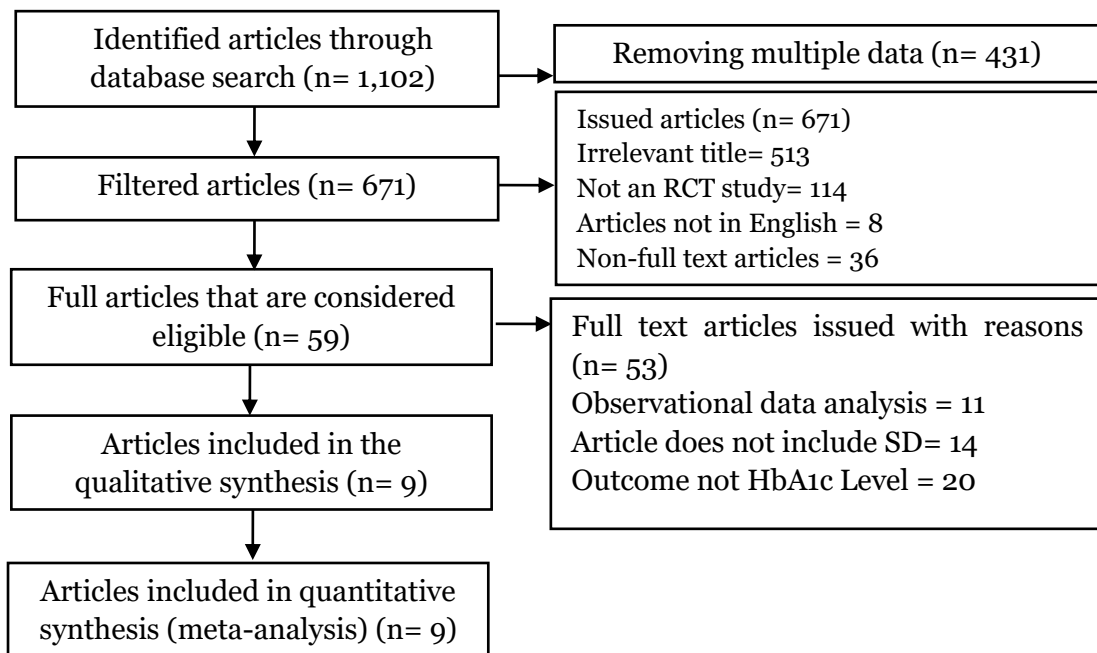 Identified articles through
database search (n= 1,102)
Removing multiple data (n= 431)
Filtered articles (n= 671)
Issued articles (n= 671)
Irrelevant title= 513
Not an RCT study= 114
Articles not in English = 8
Non-full text articles = 36
Full articles that are considered
eligible (n= 59)
Full text articles issued with reasons
(n= 53)
Observational data analysis = 11
Article does not include SD= 14
Outcome not HbA1c Level = 20
Articles included in the
qualitative synthesis (n= 9)
Articles included in quantitative
synthesis (meta-analysis) (n= 9)